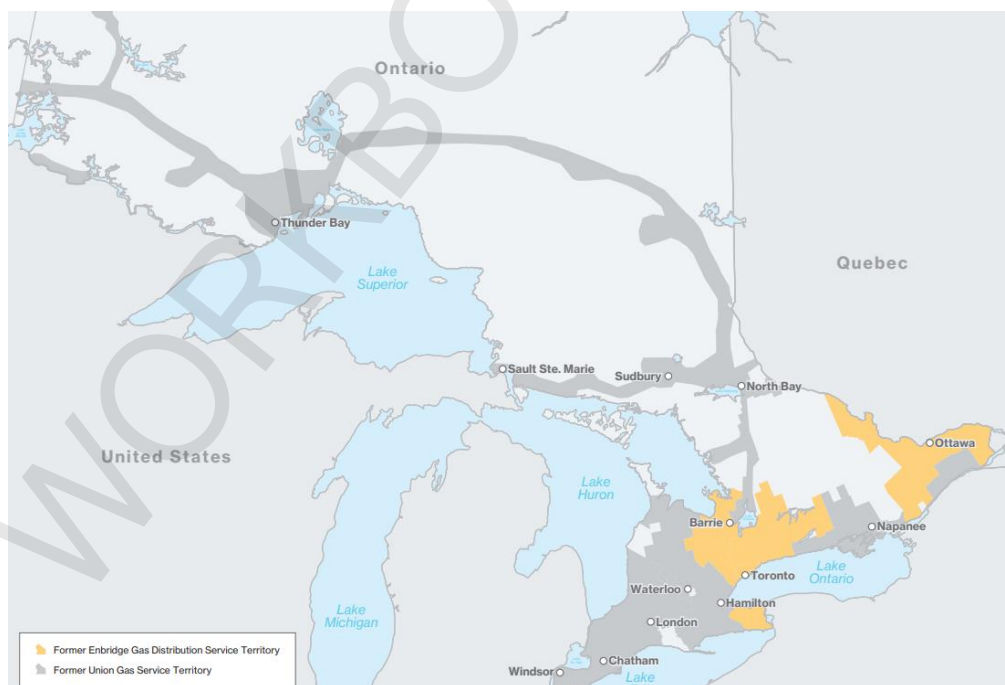 WORKBO
Ontario
Thunder Bay
Quebec
Lake
Superior
Sault Ste. Marie
Sudbury
North Bay
United States
Ottawa
Lake
Huron
Barrie
Napanee
Toronto
Lake
Ontario
Waterloo
Hamilton
Lake
Michigan
London
Chatham
Windsor
Lake
Former Enbridge Gas Distribution Service Territory
Former Union Gas Service Territory